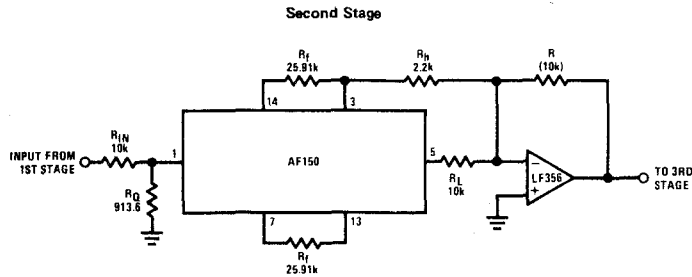 Second Stage
Rf
25.91k
Rh
2.2k
R
(10k)
14
3
INPUT FROM
1ST STAGE
RIN
10k
1
AF150
5
RL
10k
−
+
LF356
TO 3RD
STAGE
RQ
913.6
7
13
Rf
25.91k